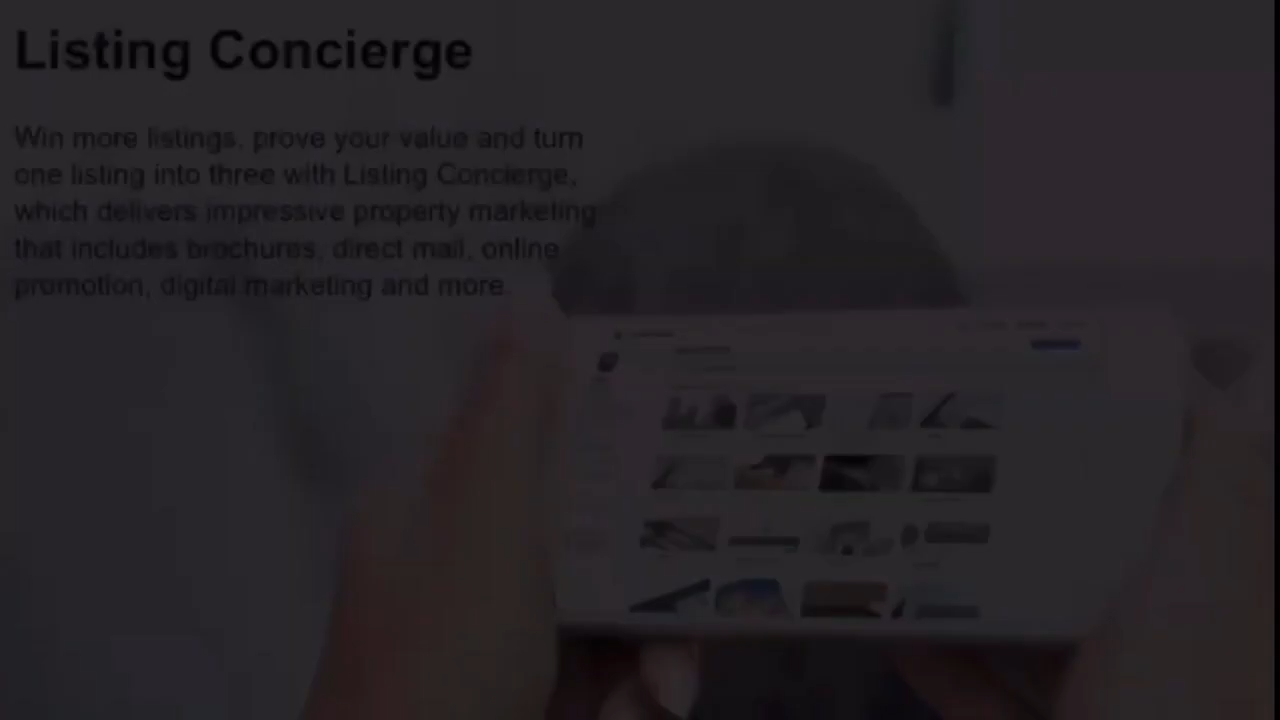 Listing Concierge
Win more listings, prove your value and turn
one listing into three with Listing Concierge,
which delivers impressive property marketing
that includes brochures, direct mail, online
promotion, digital marketing and more.